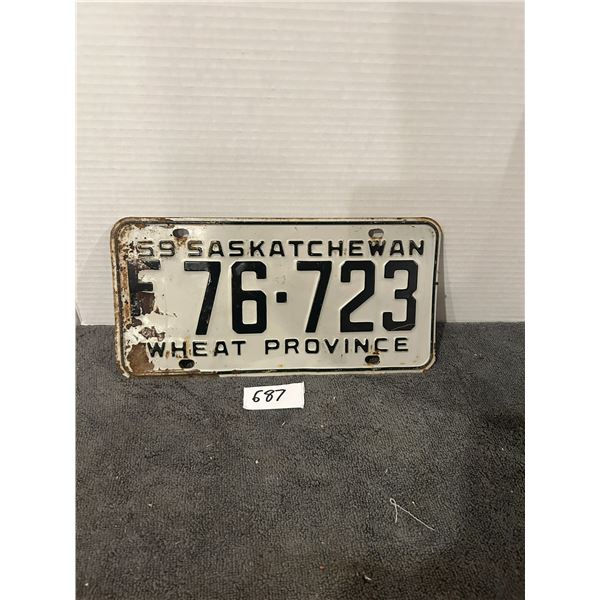 59 SASKATCHEWAN
F 76·723
WHEAT PROVINCE
687